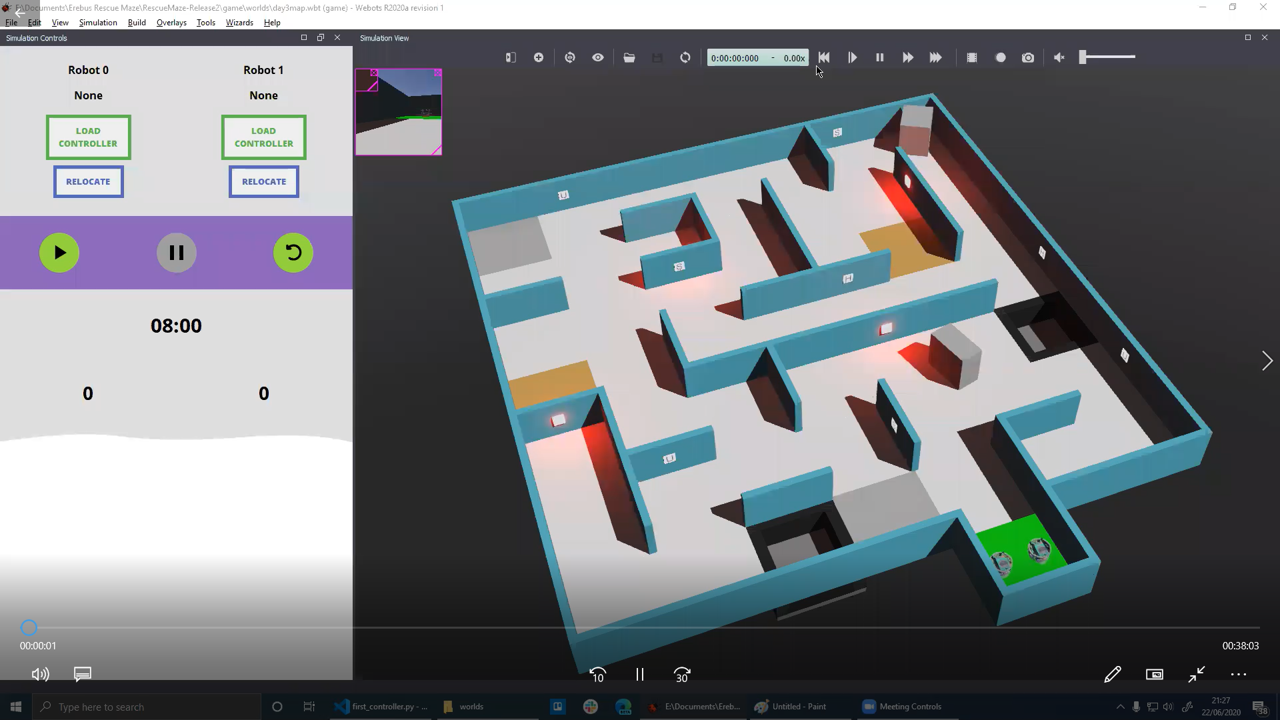 E:\Documents\Erebus Rescue Maze\RescueMaze-Release2\game\worlds\day3map.wbt (game) - Webots R2020a revision 1
File Edit View Simulation Build Overlays Tools Wizards Help
Simulation Controls
Simulation View
0:00:00:000 - 0.00x
Robot 0
Robot 1
None
None
LOAD
CONTROLLER
LOAD
CONTROLLER
RELOCATE
RELOCATE
08:00
0
0
S
U
S
H
U
00:00:01
00:38:03
10
30
Type here to search
first_controller.py - ...
worlds
E:\Documents\Ereb...
Untitled - Paint
Meeting Controls
21:27
22/06/2020
38